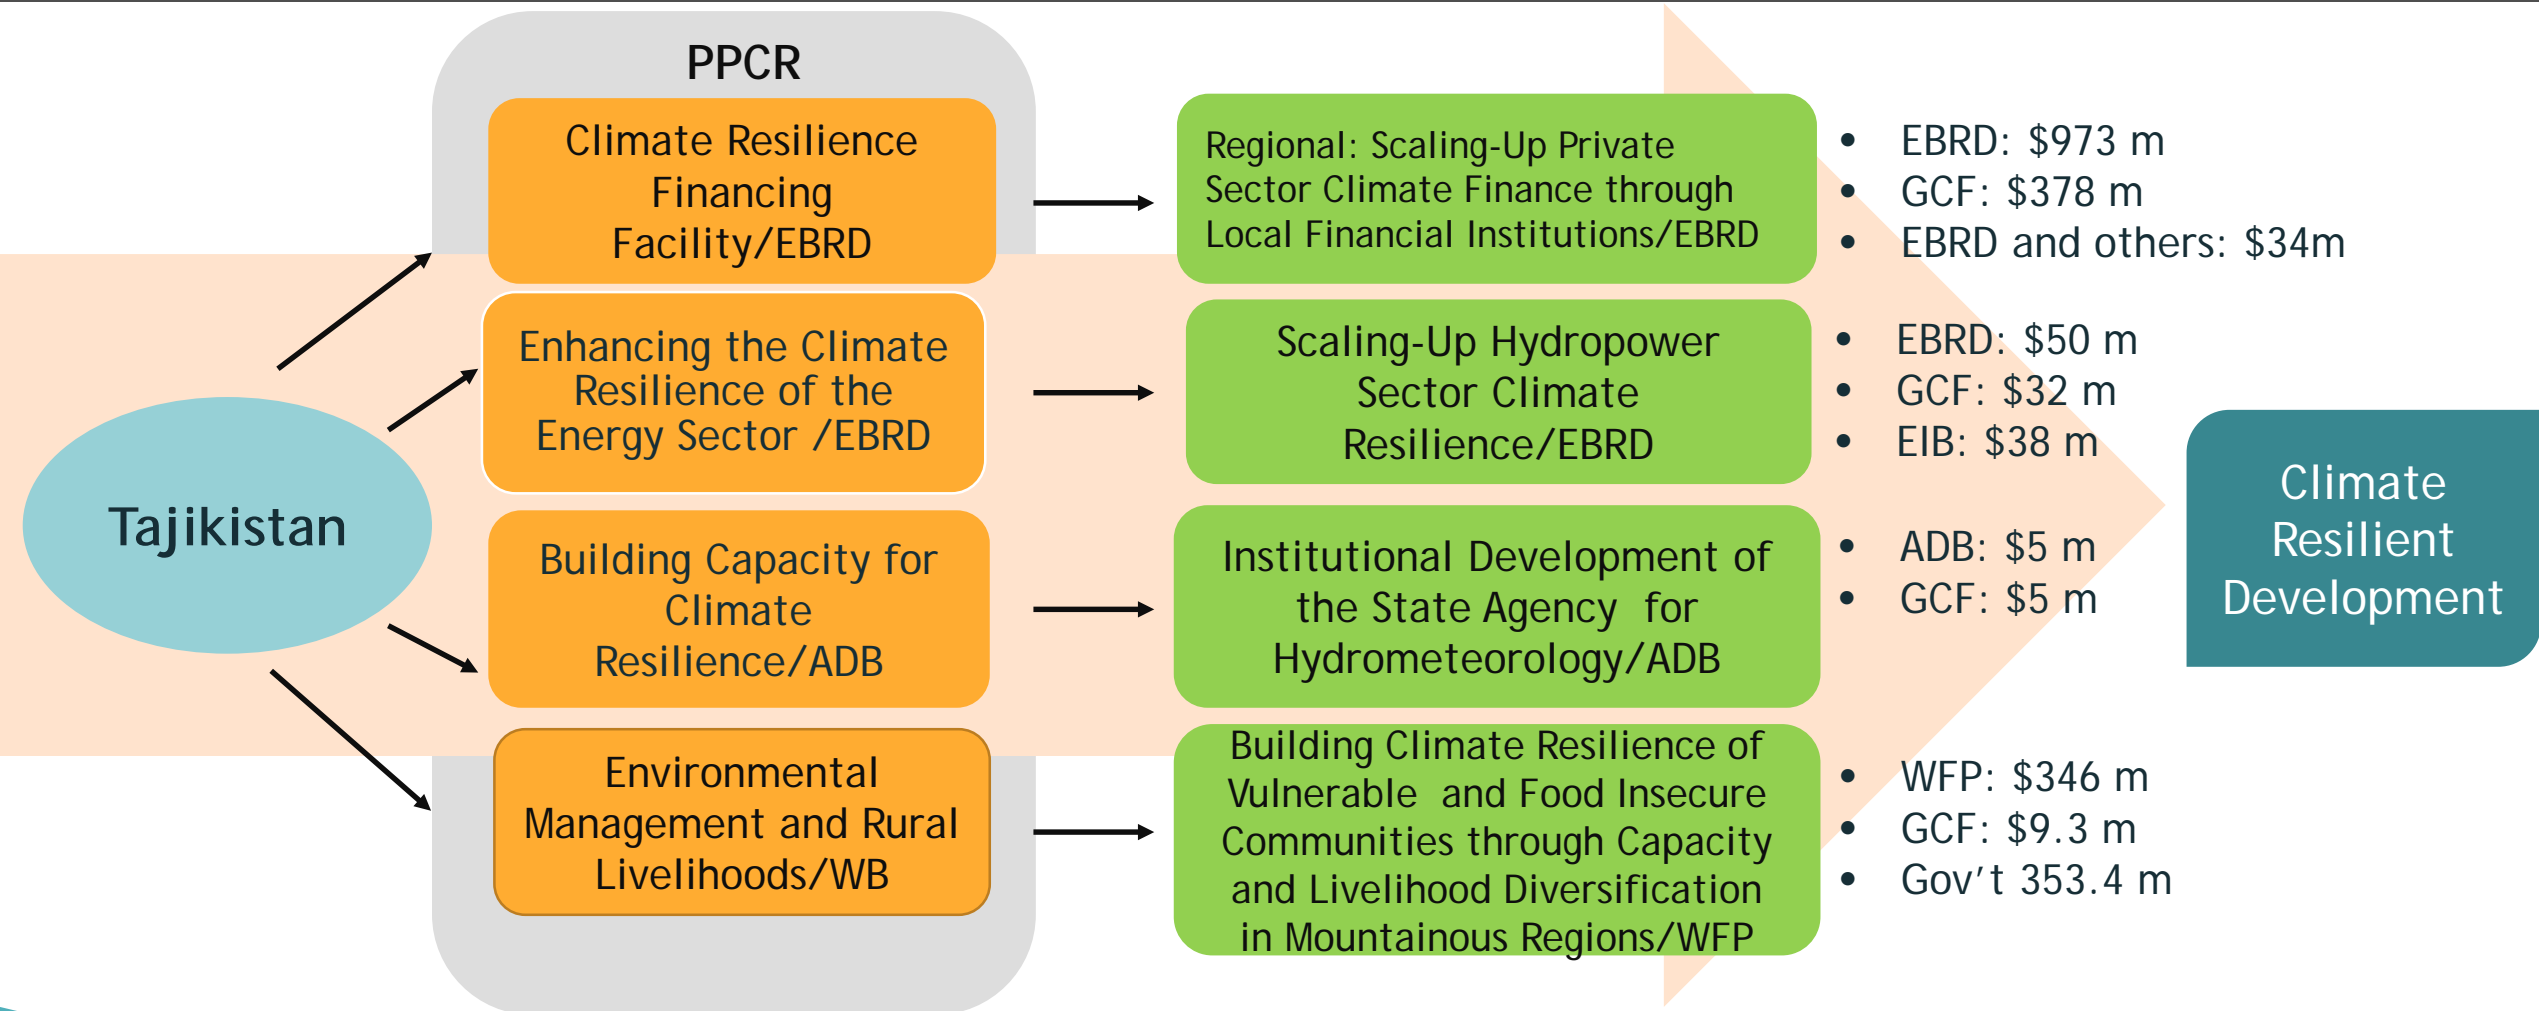 PPCR
Climate Resilience
Financing
Facility/EBRD
Regional: Scaling-Up Private
Sector Climate Finance through
Local Financial Institutions/EBRD
• EBRD: $973 m
• GCF: $378 m
• EBRD and others: $34m
Enhancing the Climate
Resilience of the
Energy Sector /EBRD
Scaling-Up Hydropower
Sector Climate
Resilience/EBRD
• EBRD: $50 m
• GCF: $32 m
• EIB: $38 m
Tajikistan
Building Capacity for
Climate
Resilience/ADB
Institutional Development of
the State Agency  for
Hydrometeorology/ADB
• ADB: $5 m
• GCF: $5 m
Climate
Resilient
Development
Environmental
Management and Rural
Livelihoods/WB
Building Climate Resilience of
Vulnerable  and Food Insecure
Communities through Capacity
and Livelihood Diversification
in Mountainous Regions/WFP
• WFP: $346 m
• GCF: $9.3 m
• Gov’t 353.4 m